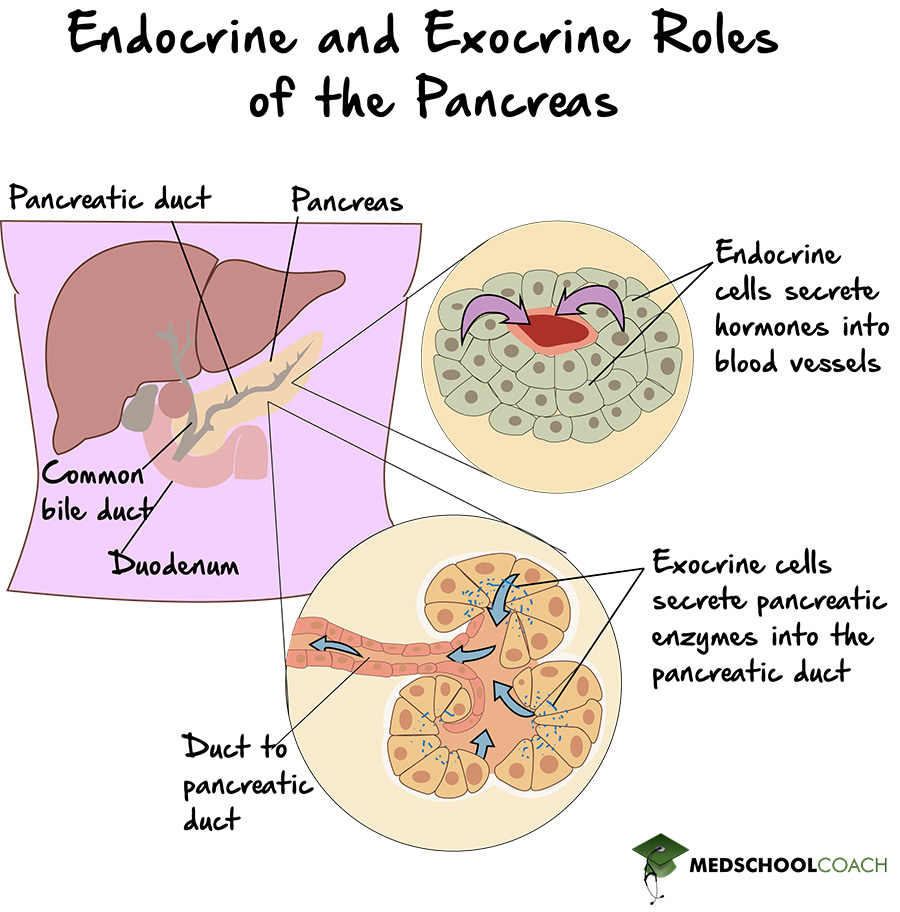 Endocrine and Exocrine Roles
of the Pancreas
Pancreatic duct
Pancreas
Endocrine
cells secrete
hormones into
blood vessels
Common
bile duct
Duodenum
Exocrine cells
secrete pancreatic
enzymes into the
pancreatic duct
Duct to
pancreatic
duct
MEDSCHOOLCOACH